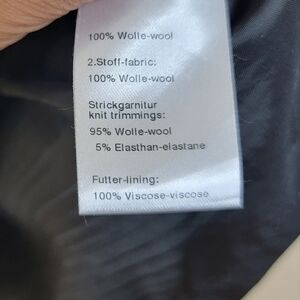 100% Wolle-wool
2.Stoff-fabric:
100% Wolle-wool
Strickgarnitur
knit trimmings:
95% Wolle-wool
5% Elasthan-elastane
Futter-lining:
100% Viscose-viscose